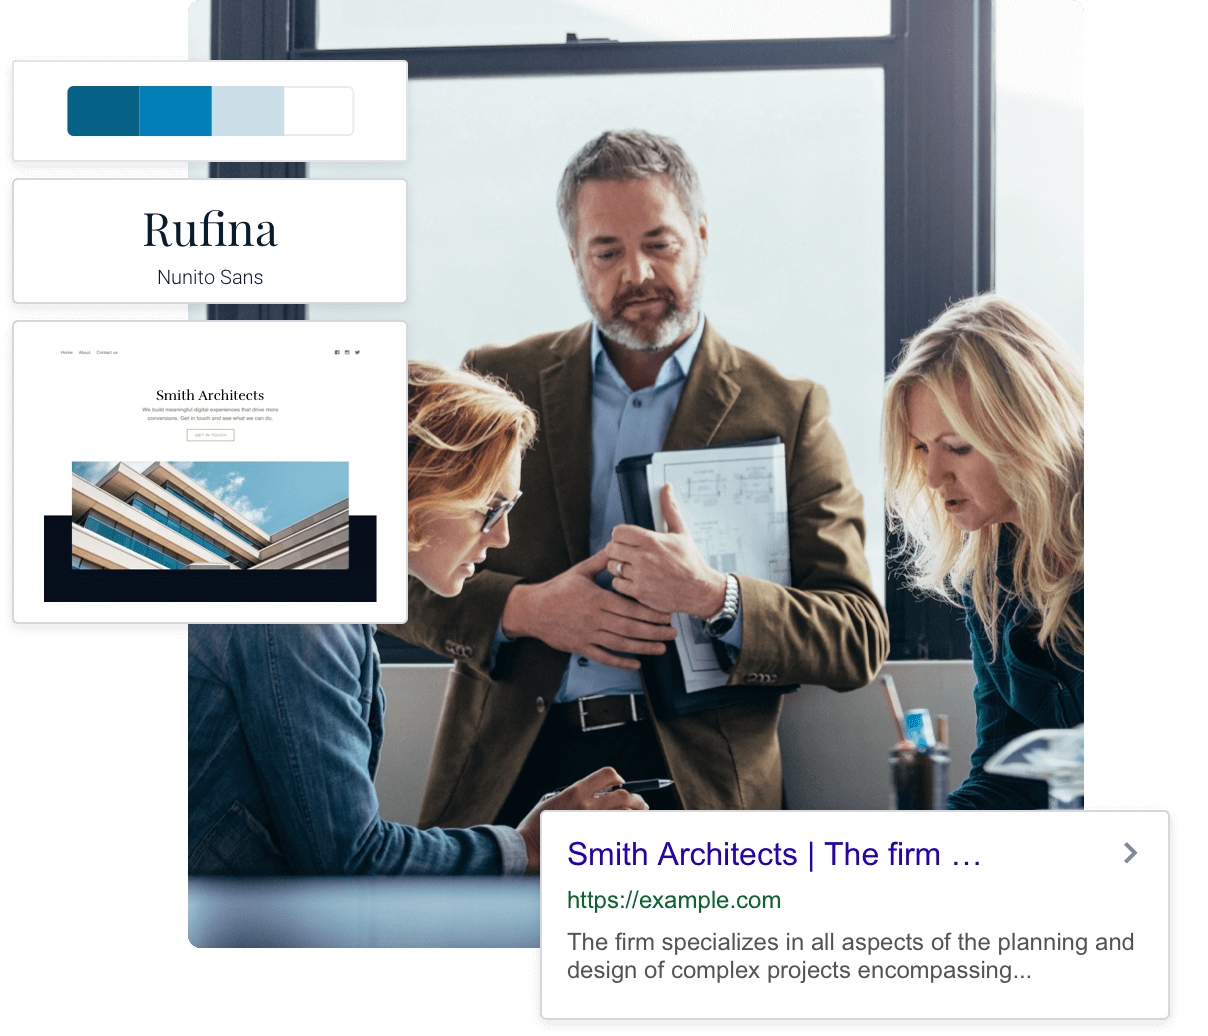 Rufina
Nunito Sans
Home About Contact us
Smith Architects
We build meaningful digital experiences that drive more
conversions. Get in touch and see what we can do.
GET IN TOUCH
Smith Architects | The firm …
https://example.com
The firm specializes in all aspects of the planning and
design of complex projects encompassing...